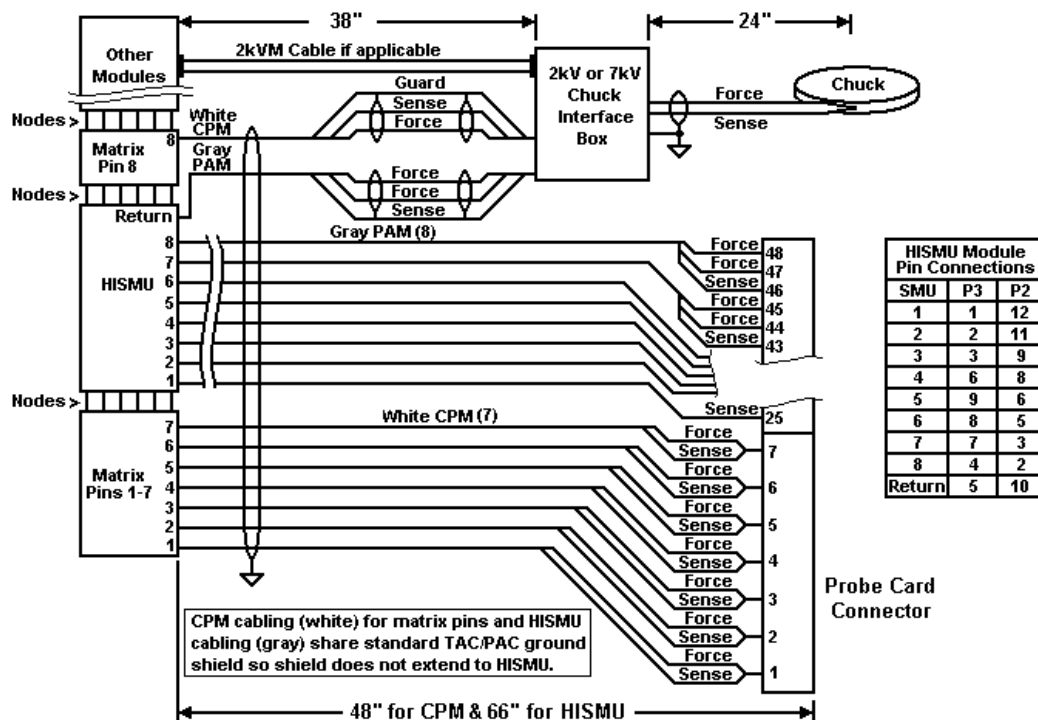 38"
24"
Other
Modules
2kVM Cable if applicable
2kV or 7kV
Chuck
Interface
Box
Guard
Sense
Force
Force
Sense
Chuck
Nodes >
White
CPM
8
Matrix
Pin 8
Gray
PAM
Force
Force
Sense
Nodes >
Return
Gray PAM (8)
HISMU
8
7
6
5
4
3
2
1
Force
48
Force
47
Sense
46
Force
45
Force
44
Sense
43
Sense
25
HISMU Module
Pin Connections
SMU P3 P2
1 1 12
2 2 11
3 3 9
4 6 8
5 9 6
6 8 5
7 7 3
8 4 2
Return 5 10
Nodes >
White CPM (7)
Matrix
Pins 1-7
7
6
5
4
3
2
1
Force
Sense
7
Force
Sense
6
Force
Sense
5
Force
Sense
4
Force
Sense
3
Force
Sense
2
Force
Sense
1
Probe Card
Connector
CPM cabling (white) for matrix pins and HISMU
cabling (gray) share standard TAC/PAC ground
shield so shield does not extend to HISMU.
48" for CPM & 66" for HISMU